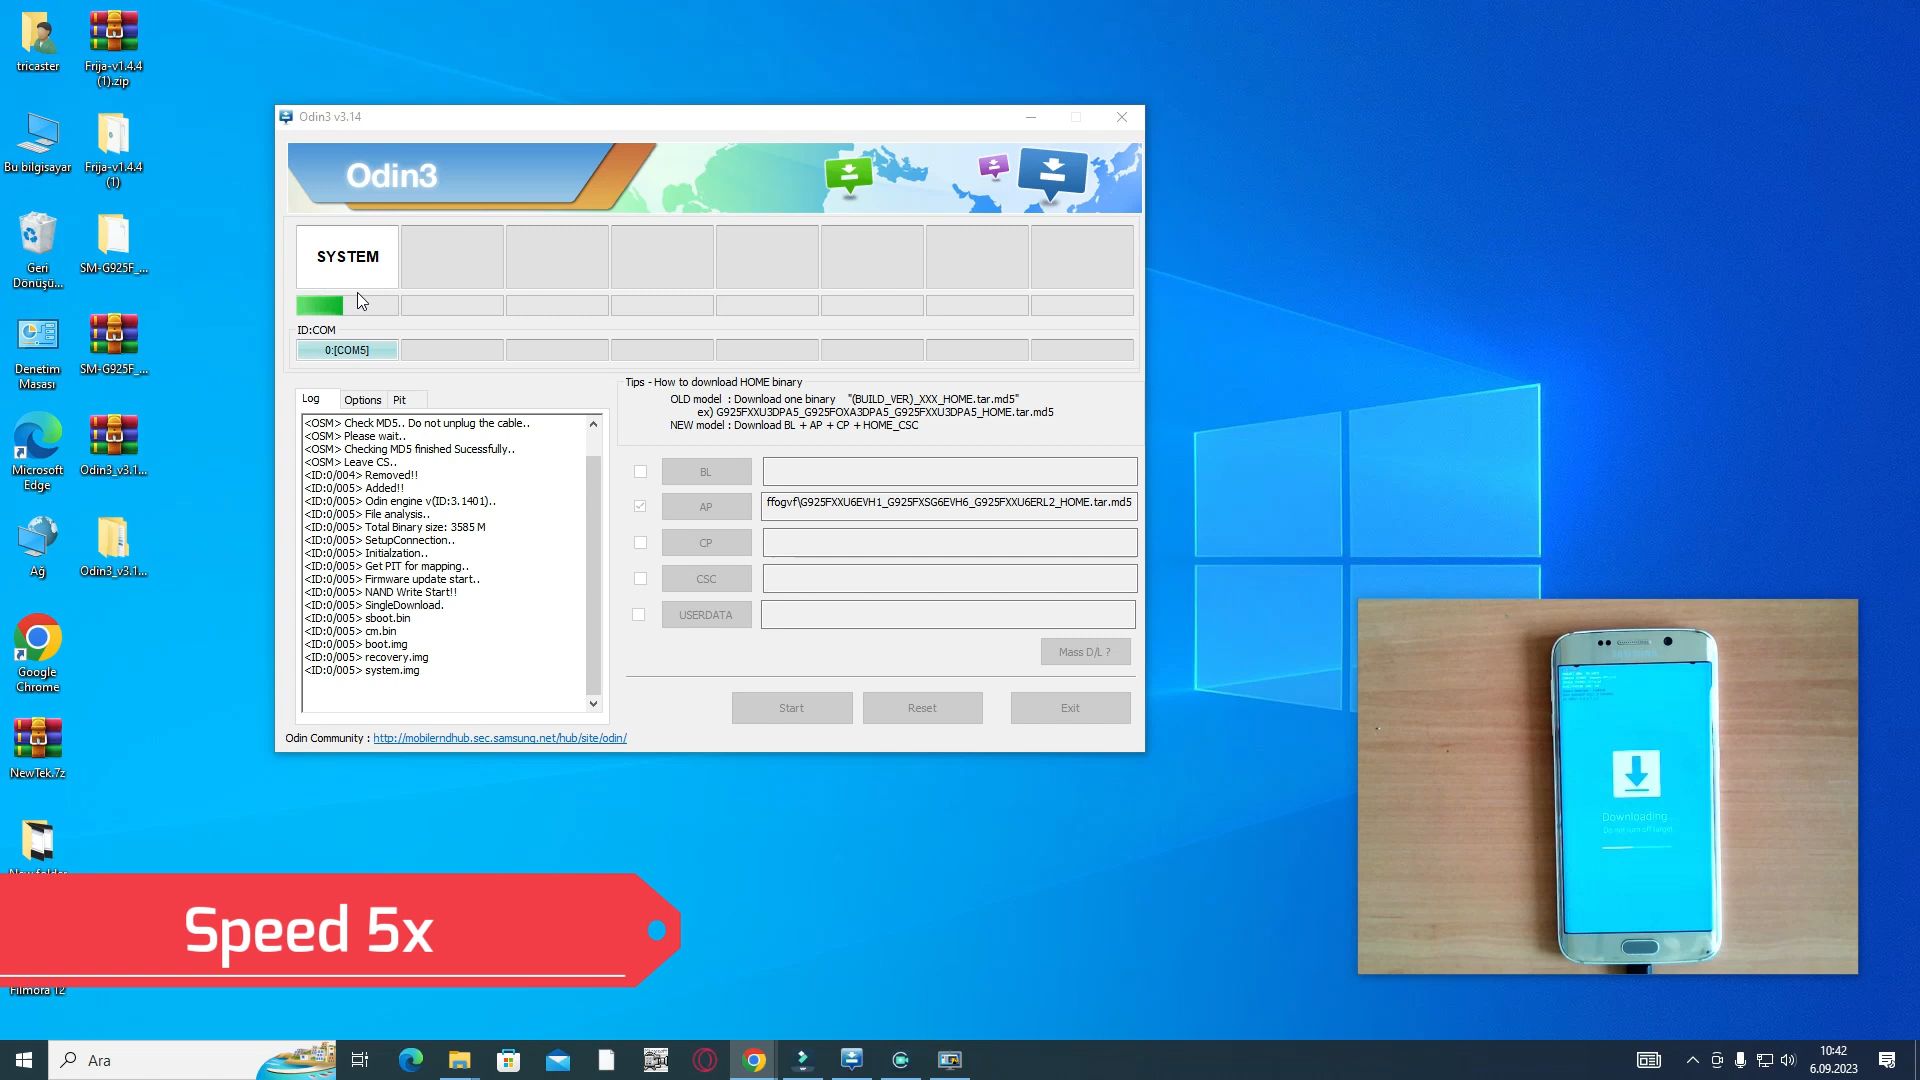 tricaster
Frija-v1.4.4
(1).zip
Bu bilgisayar
Frija-v1.4.4
(1)
Geri
Dönüşü...
SM-G925F_...
Denetim
Masası
SM-G925F_...
Microsoft
Edge
Odin3_v3.1...
Ağ
Odin3_v3.1...
Google
Chrome
NewTek.7z
Filmora 12
Odin3 v3.14
Odin3
SYSTEM
ID:COM
0:[COM5]
Log
Options
Pit
<OSM> Check MD5.. Do not unplug the cable..
<OSM> Please wait..
<OSM> Checking MD5 finished Sucessfully..
<OSM> Leave CS..
<ID:0/004> Removed!!
<ID:0/005> Added!!
<ID:0/005> Odin engine v(ID:3.1401)..
<ID:0/005> File analysis..
<ID:0/005> Total Binary size: 3585 M
<ID:0/005> SetupConnection..
<ID:0/005> Initialzation..
<ID:0/005> Get PIT for mapping..
<ID:0/005> Firmware update start..
<ID:0/005> NAND Write Start!!
<ID:0/005> SingleDownload.
<ID:0/005> sboot.bin
<ID:0/005> cm.bin
<ID:0/005> boot.img
<ID:0/005> recovery.img
<ID:0/005> system.img
Tips - How to download HOME binary
OLD model : Download one binary "(BUILD_VER)_XXX_HOME.tar.md5"
ex) G925FXXU3DPA5_G925FOXA3DPA5_G925FXXU3DPA5_HOME.tar.md5
NEW model : Download BL + AP + CP + HOME_CSC
BL
AP
ffogvf\G925FXXU6EVH1_G925FXSG6EVH6_G925FXXU6ERL2_HOME.tar.md5
CP
CSC
USERDATA
Mass D/L ?
Start
Reset
Exit
Odin Community : http://mobilerndhub.sec.samsung.net/hub/site/odin/
Downloading...
Do not turn off target
Speed 5x
Ara
10:42
6.09.2023